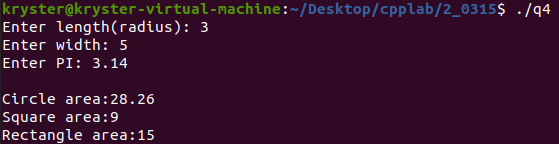 kryster@kryster-virtual-machine:~/Desktop/cpplab/2_0315$ ./q4
Enter length(radius): 3
Enter width: 5
Enter PI: 3.14

Circle area:28.26
Square area:9
Rectangle area:15